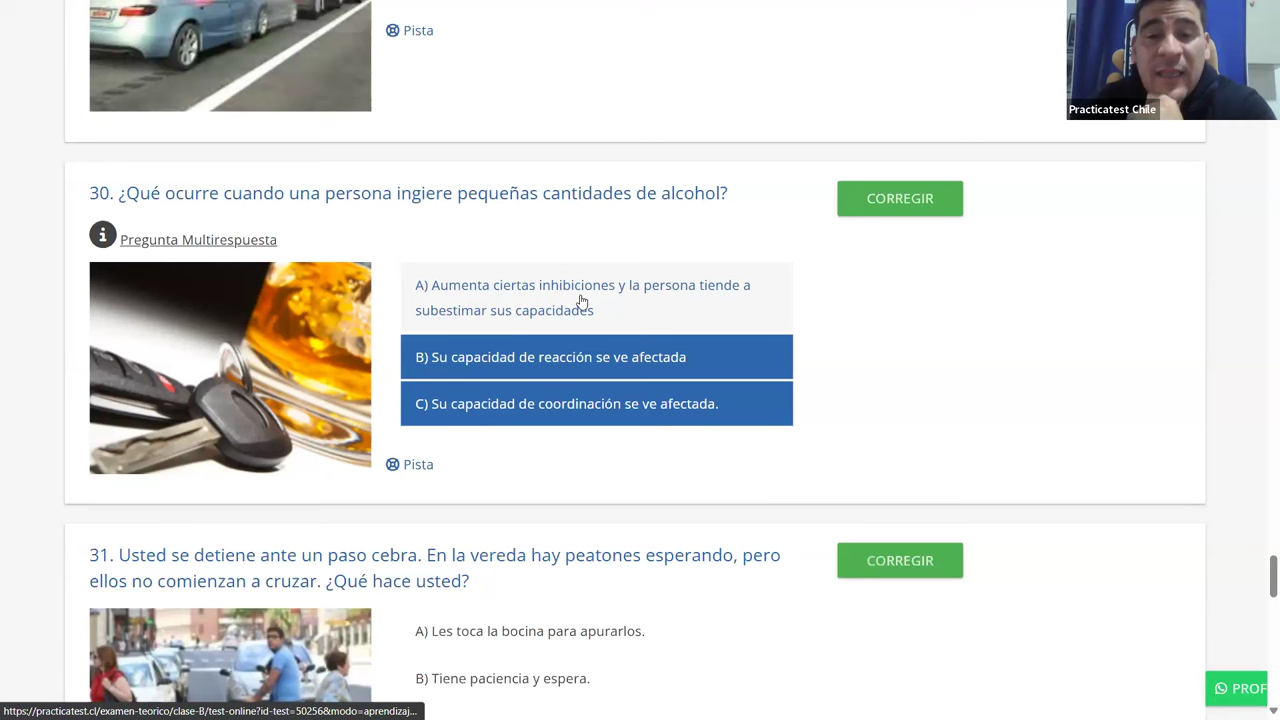 Pista
Practicatest Chile
30. ¿Qué ocurre cuando una persona ingiere pequeñas cantidades de alcohol?
CORREGIR
Pregunta Multirespuesta
A) Aumenta ciertas inhibiciones y la persona tiende a
subestimar sus capacidades
B) Su capacidad de reacción se ve afectada
C) Su capacidad de coordinación se ve afectada.
Pista
31. Usted se detiene ante un paso cebra. En la vereda hay peatones esperando, pero
ellos no comienzan a cruzar. ¿Qué hace usted?
CORREGIR
A) Les toca la bocina para apurarlos.
B) Tiene paciencia y espera.
PROF
https://practicatest.cl/examen-teorico/clase-B/test-online?id-test=50256&modo=aprendizaj...